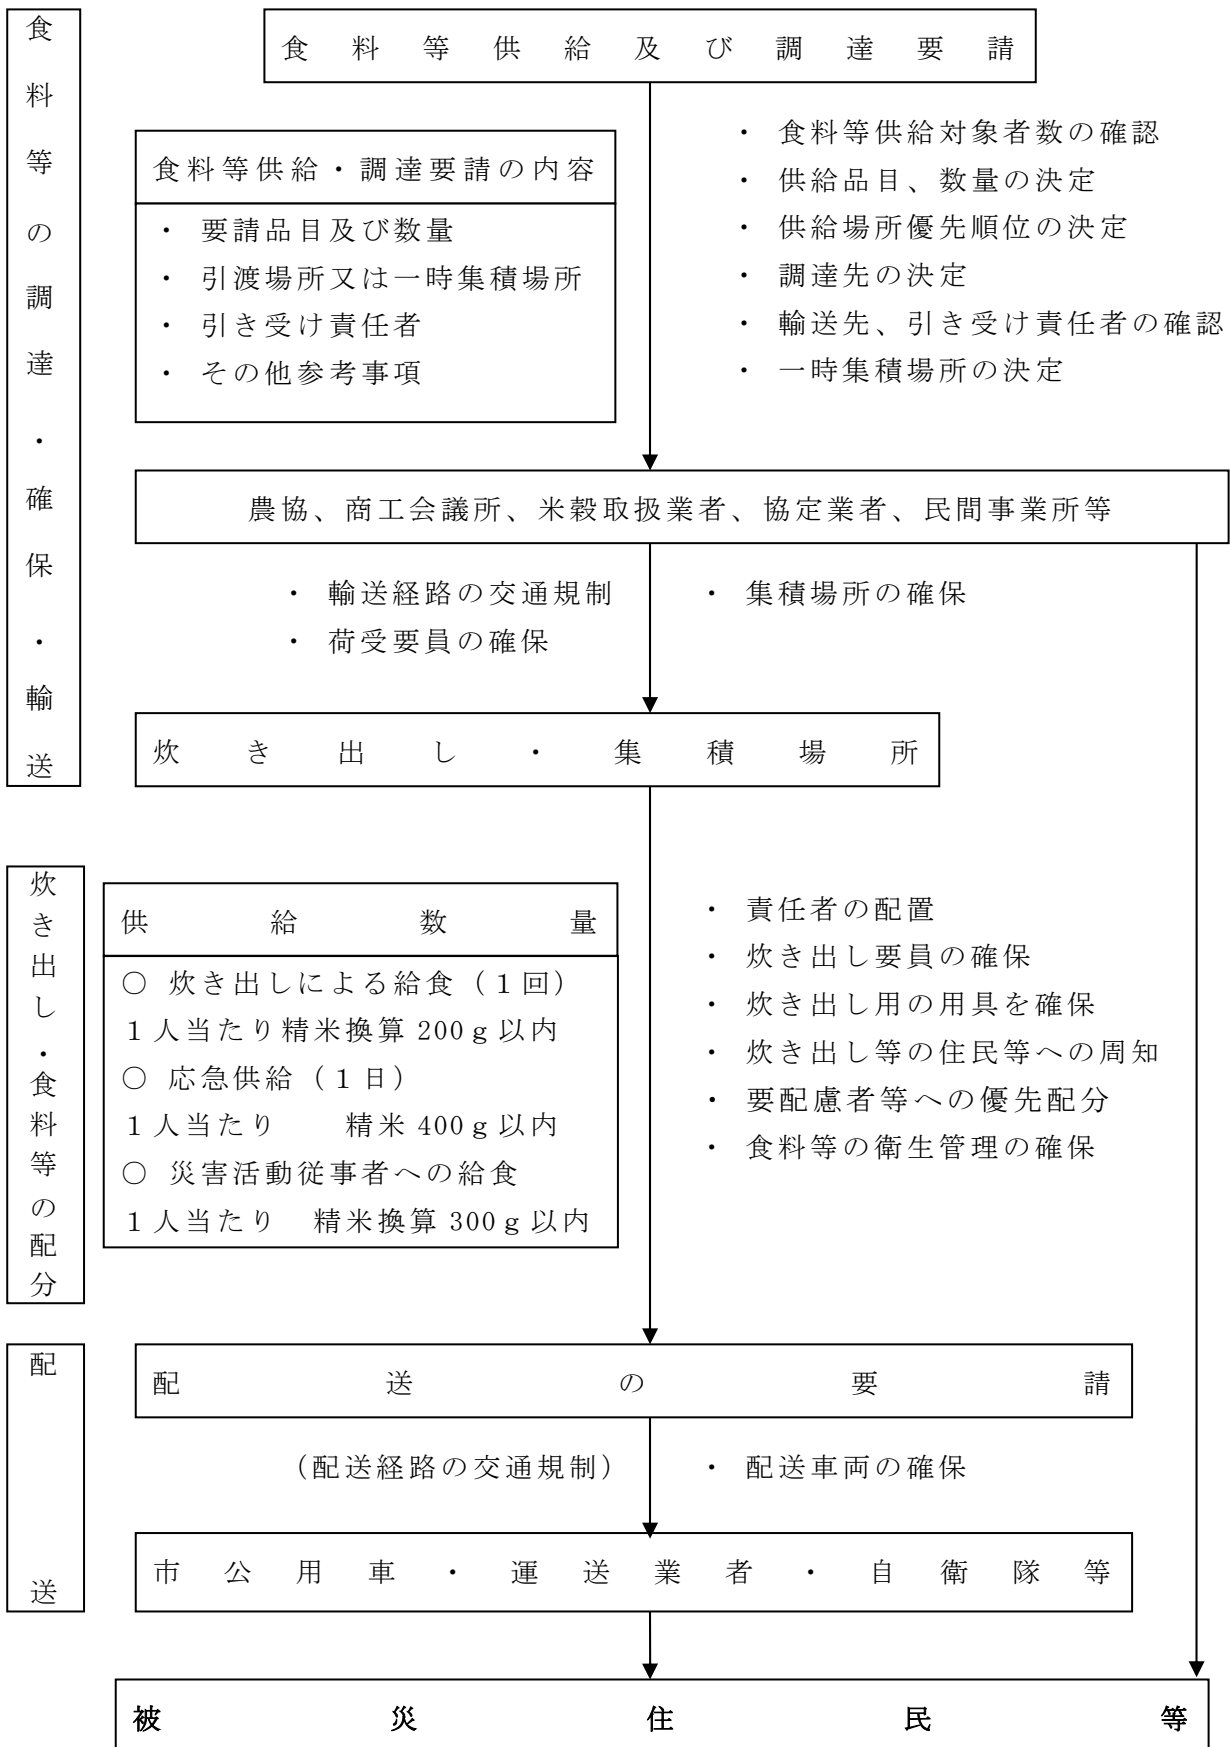 食料等の調達・確保・輸送
食料等供給及び調達要請
食料等供給・調達要請の内容
・ 要請品目及び数量
・ 引渡場所又は一時集積場所
・ 引き受け責任者
・ その他参考事項
・ 食料等供給対象者数の確認
・ 供給品目、数量の決定
・ 供給場所優先順位の決定
・ 調達先の決定
・ 輸送先、引き受け責任者の確認
・ 一時集積場所の決定
農協、商工会議所、米穀取扱業者、協定業者、民間事業所等
・ 輸送経路の交通規制
・ 荷受要員の確保
・ 集積場所の確保
炊き出し・集積場所
炊き出し・食料等の配分
供給数量
○ 炊き出しによる給食（１回）
１人当たり精米換算 200ｇ以内
○ 応急供給（１日）
１人当たり　　精米 400ｇ以内
○ 災害活動従事者への給食
１人当たり　精米換算 300ｇ以内
・ 責任者の配置
・ 炊き出し要員の確保
・ 炊き出し用の用具を確保
・ 炊き出し等の住民等への周知
・ 要配慮者等への優先配分
・ 食料等の衛生管理の確保
配送
配送の要請
（配送経路の交通規制）
・ 配送車両の確保
市公用車・運送業者・自衛隊等
被災住民等